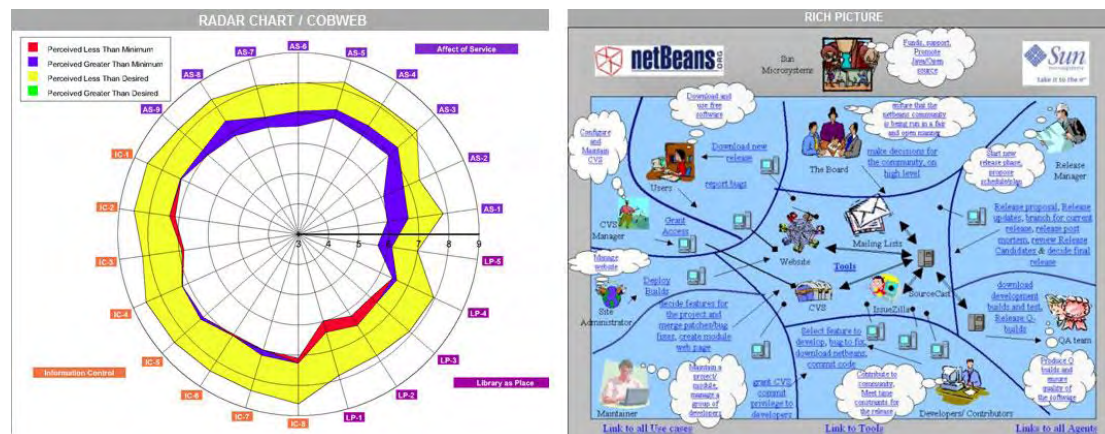 RADAR CHART / COBWEB
Perceived Less Than Minimum
Perceived Greater Than Minimum
Perceived Less Than Desired
Perceived Greater Than Desired
Affect of Service
AS-6
AS-5
AS-4
AS-3
AS-2
AS-1
LP-5
LP-4
LP-3
LP-2
LP-1
IC-8
IC-7
IC-6
IC-5
IC-4
IC-3
IC-2
IC-1
AS-9
AS-8
AS-7
3 4 5 6 7 8 9
Information Control
Library as Place
RICH PICTURE
netBeans
.ORG
Sun
Microsystems
Funds, support,
Promote
Java/Open
source
Sun
microsystems
take it to the nth
Download and
use free
software
Configure
and
Maintain
CVS
Download new
release
report bugs
Users
ensure that the
netbeans community
is being run in a fair
and open manner
make decisions for
the community, on
high level
The Board
Start new
release phase,
propose
schedule/plan
Release
Manager
CVS
Manager
Grant
Access
Website
Mailing Lists
Release proposal, Release
updates, branch for current
release, release post
mortem, review Release
Candidates & decide final
release
Manage
website
Site
Administrator
Deploy
Builds
Tools
CVS
IssueZilla
SourceCast
decide features for
the project and
merge patches/bug
fixes, create module
web page
download
development
builds and test,
Release Q-
builds
QA team
Select feature to
develop, bug to fix,
download netbeans,
commit code
Maintain a
project/
module,
manage a
group of
developers
Maintainer
grant CVS
commit
privilege to
developers
Contribute to
community,
Meet time
constraints for
the release
Developers/ Contributors
Produce Q
builds and
ensure
quality of
the software
Link to all Use cases
Link to Tools
Links to all Agents